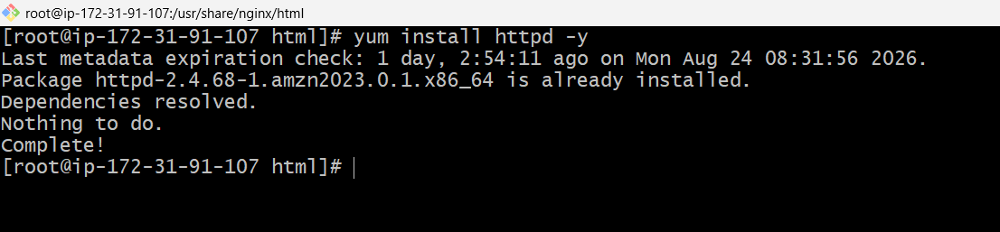 root@ip-172-31-91-107:/usr/share/nginx/html
[root@ip-172-31-91-107 html]# yum install httpd -y
Last metadata expiration check: 1 day, 2:54:11 ago on Mon Aug 24 08:31:56 2026.
Package httpd-2.4.68-1.amzn2023.0.1.x86_64 is already installed.
Dependencies resolved.
Nothing to do.
Complete!
[root@ip-172-31-91-107 html]#